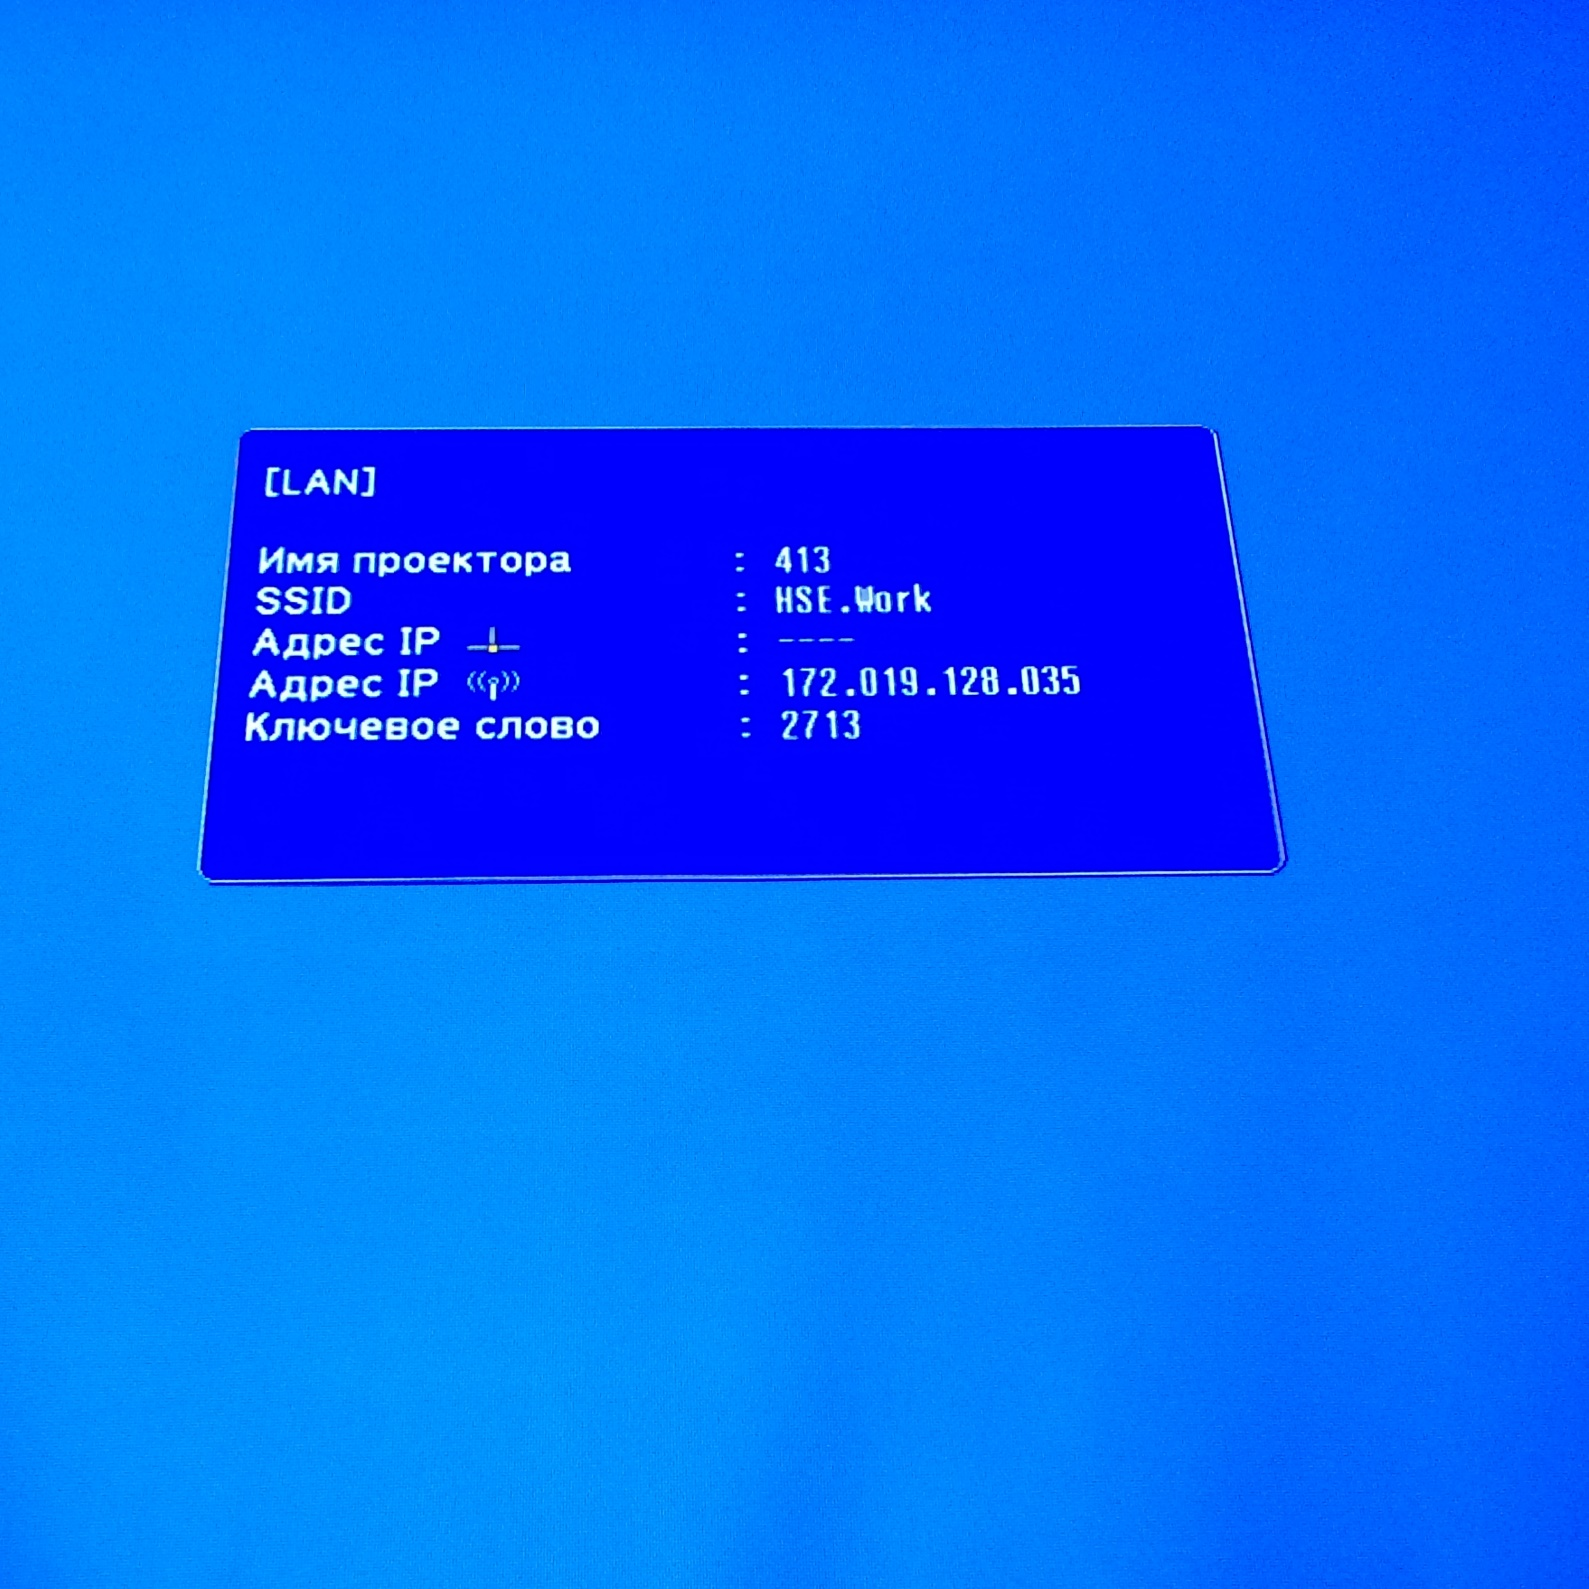 [LAN]
Имя проектора : 413
SSID : HSE.Work
Адрес IP : ----
Адрес IP : 172.019.128.035
Ключевое слово : 2713